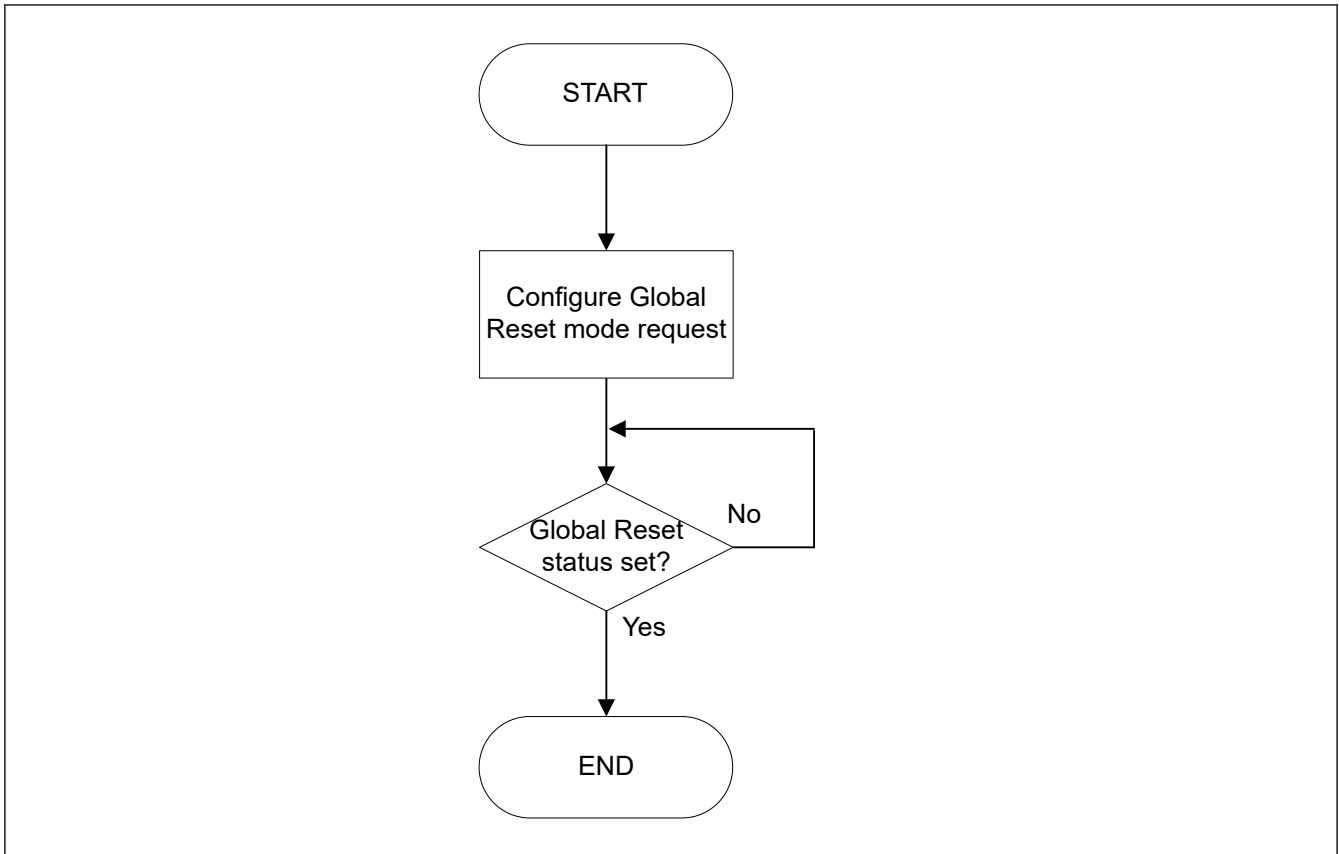 START
Configure Global
Reset mode request
No
Global Reset
status set?
Yes
END